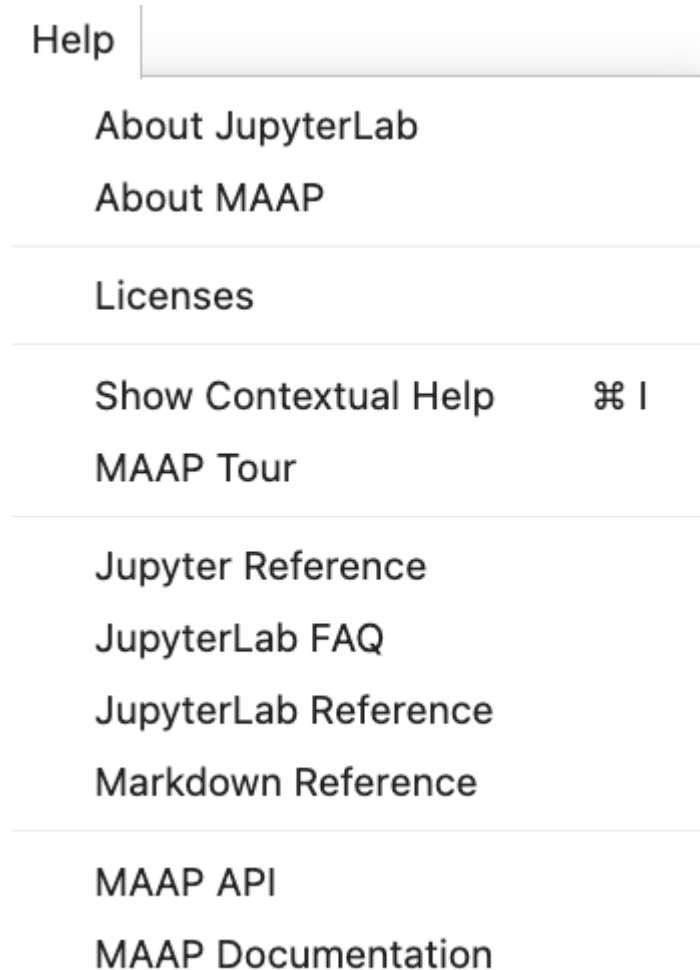 Help
About JupyterLab
About MAAP
Licenses
Show Contextual Help ⌘ I
MAAP Tour
Jupyter Reference
JupyterLab FAQ
JupyterLab Reference
Markdown Reference
MAAP API
MAAP Documentation